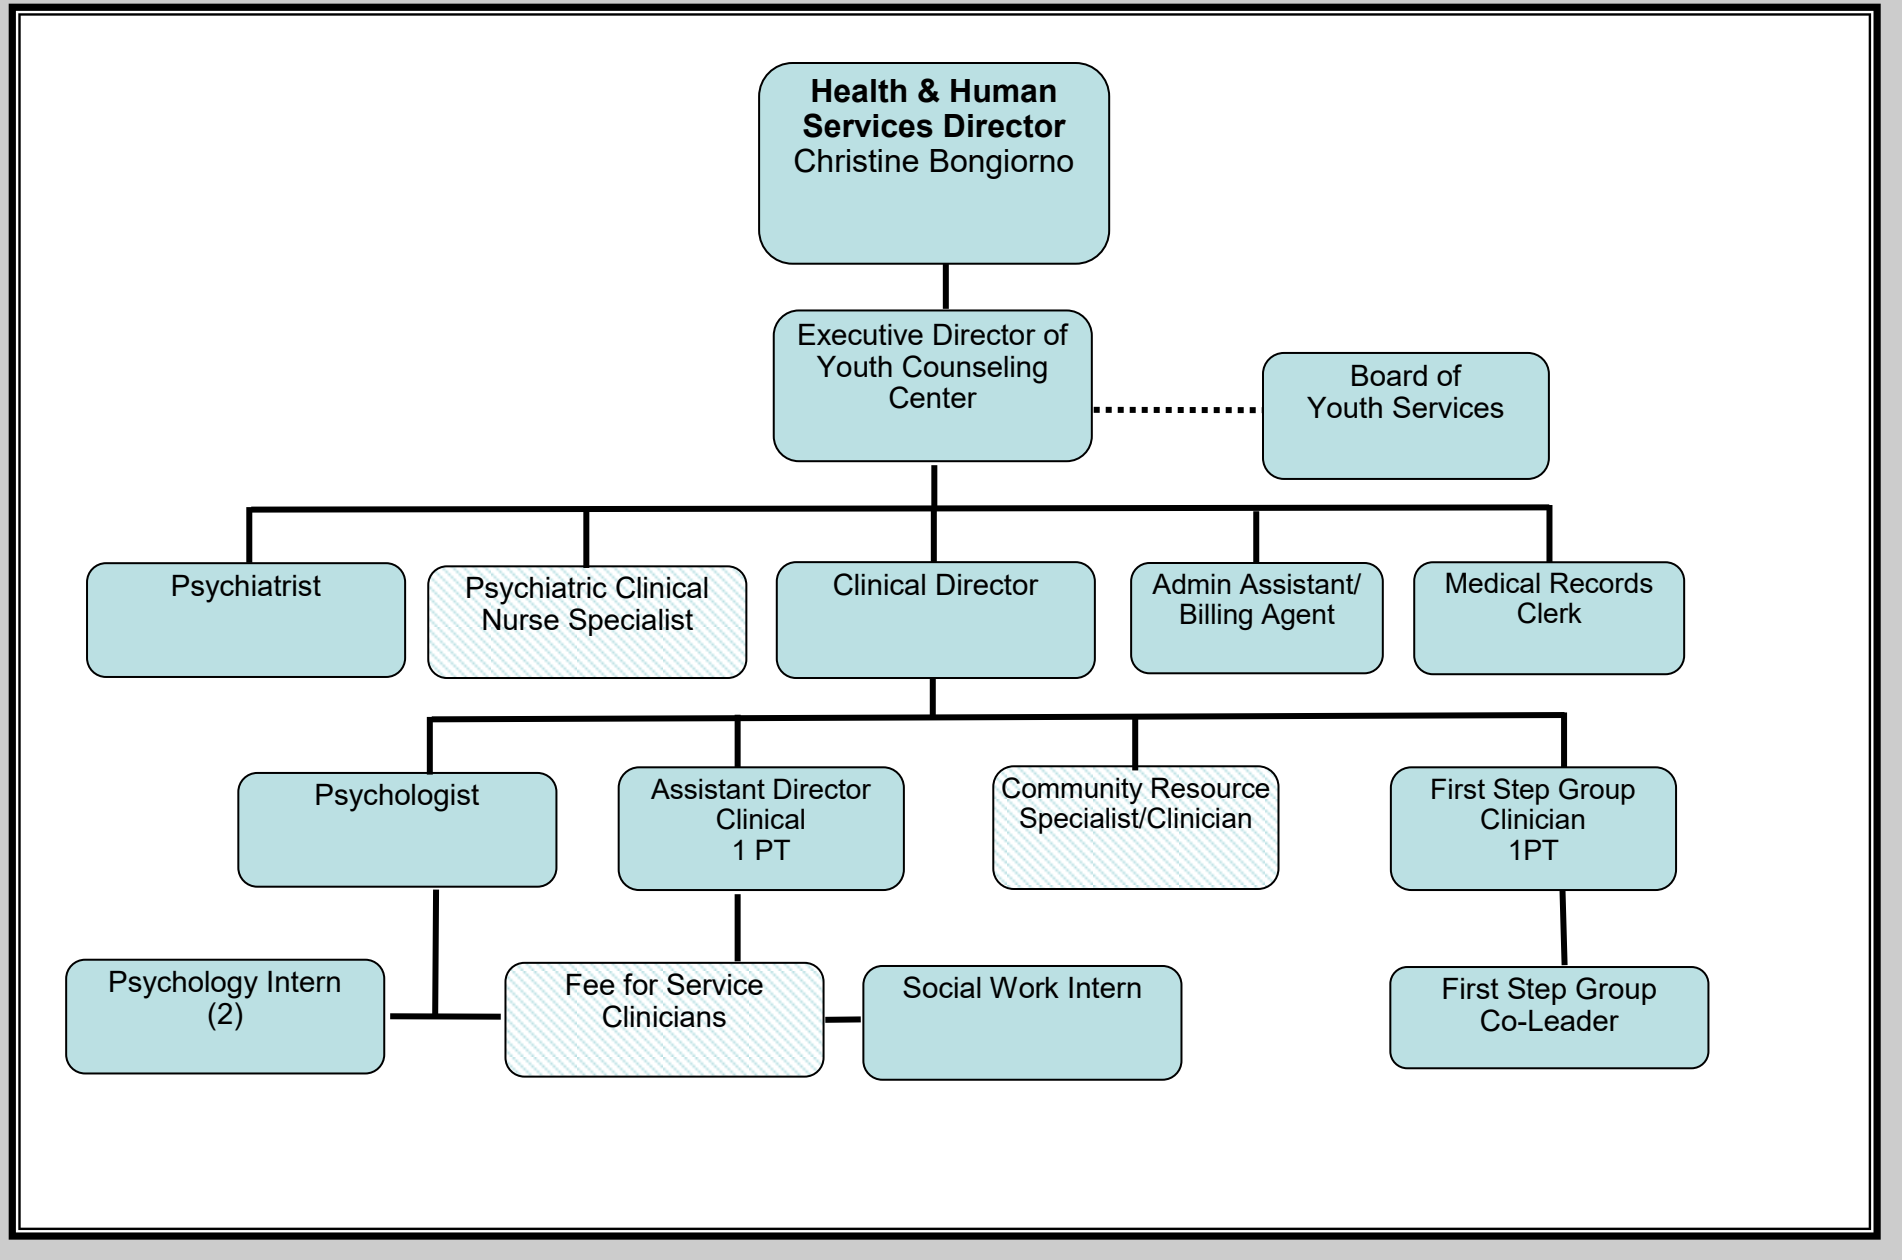 Health & Human
Services Director
Christine Bongiorno
Executive Director of
Youth Counseling
Center
Board of
Youth Services
Psychiatrist
Psychiatric Clinical
Nurse Specialist
Clinical Director
Admin Assistant/
Billing Agent
Medical Records
Clerk
Psychologist
Assistant Director
Clinical
1 PT
Community Resource
Specialist/Clinician
First Step Group
Clinician
1PT
Psychology Intern
(2)
Fee for Service
Clinicians
Social Work Intern
First Step Group
Co-Leader